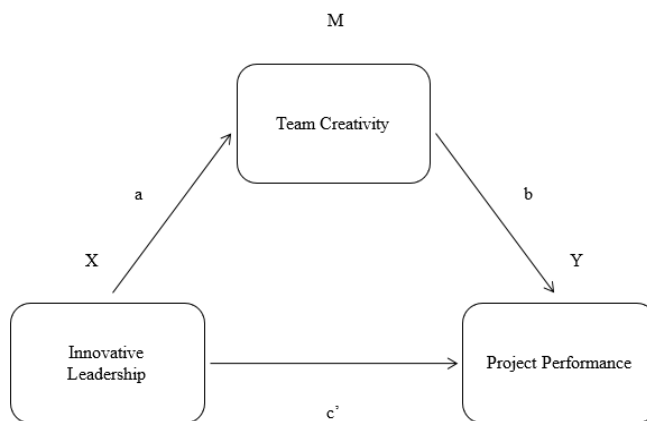 M
Team Creativity
a
b
X
Y
Innovative
Leadership
Project Performance
c’